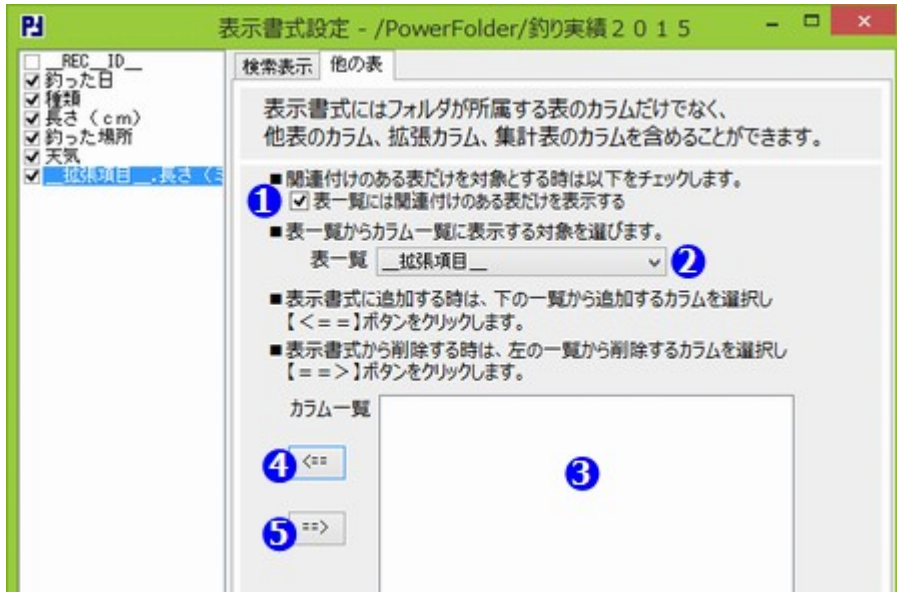 表示書式設定 - /PowerFolder/釣り実績２０１５
__REC_ID__
釣った日
種類
長さ（ｃｍ）
釣った場所
天気
__拡張項目__.長さ（ミ
検索表示 他の表
表示書式にはフォルダが所属する表のカラムだけでなく、
他表のカラム、拡張カラム、集計表のカラムを含めることができます。
■関連付けのある表だけを対象とする時は以下をチェックします。
1 表一覧には関連付けのある表だけを表示する
■表一覧からカラム一覧に表示する対象を選びます。
表一覧 __拡張項目__ 2
■表示書式に追加する時は、下の一覧から追加するカラムを選択し
【＜＝＝】ボタンをクリックします。
■表示書式から削除する時は、左の一覧から削除するカラムを選択し
【＝＝＞】ボタンをクリックします。
カラム一覧
4 <==
3
5 ==>